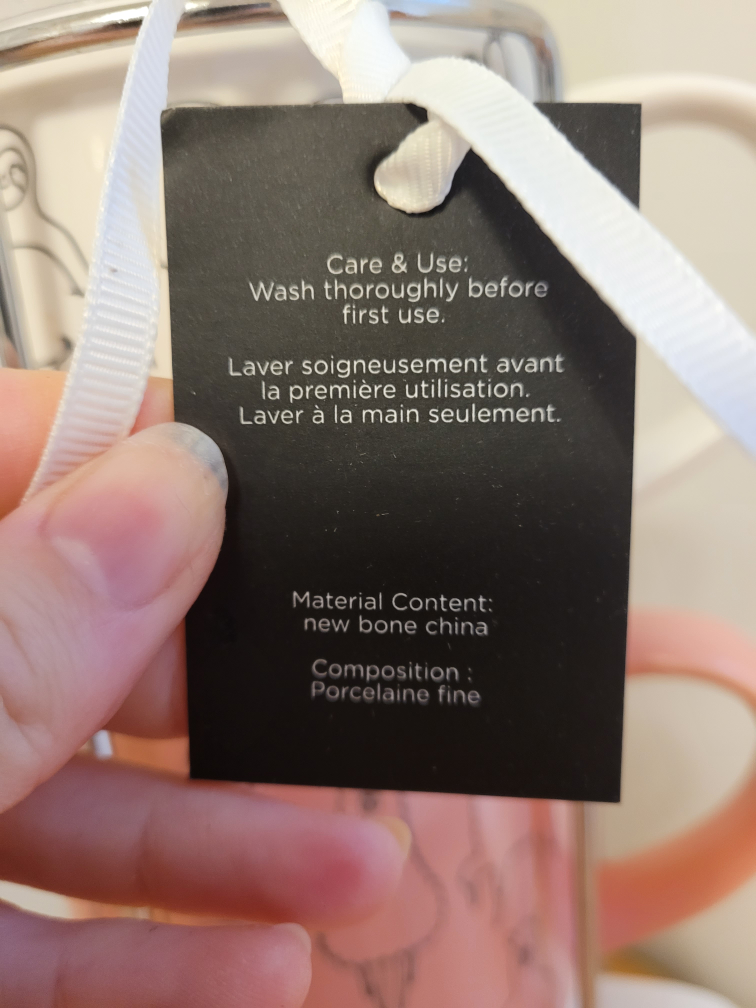 Care & Use:
Wash thoroughly before
first use.
Laver soigneusement avant
la première utilisation.
Laver à la main seulement.
Material Content:
new bone china
Composition :
Porcelaine fine